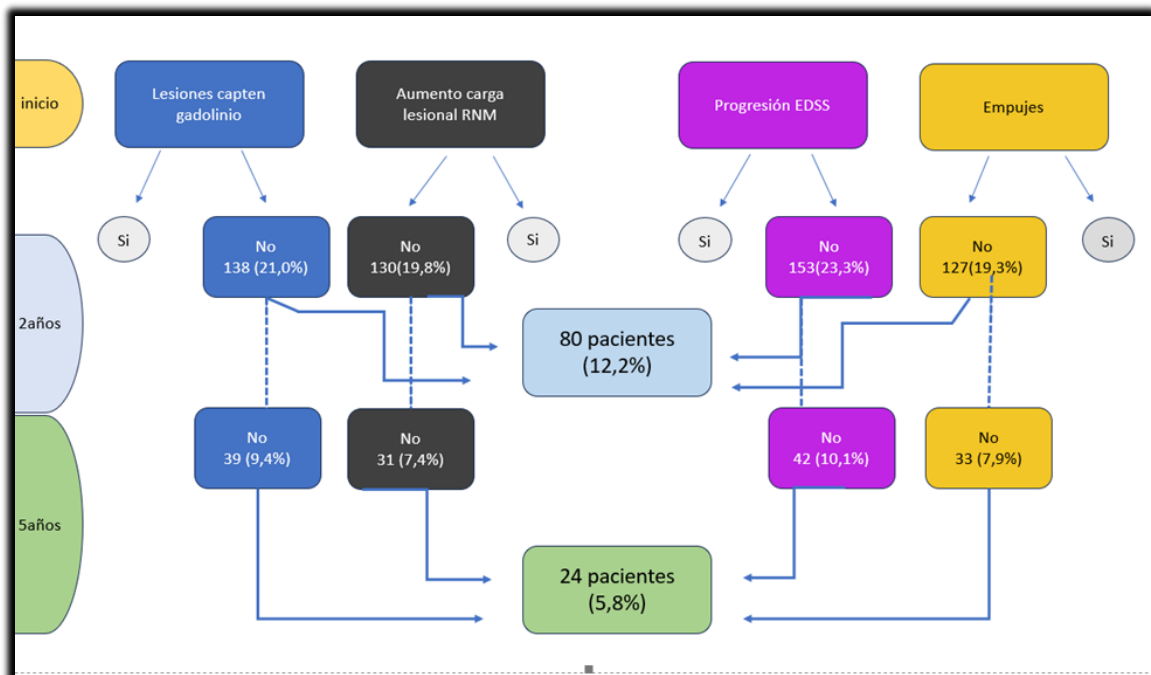 inicio
Lesiones capten
gadolinio
Aumento carga
lesional RNM
Progresión EDSS
Empujes
Si
No
138 (21,0%)
No
130(19,8%)
Si
Si
No
153(23,3%)
No
127(19,3%)
Si
2años
80 pacientes
(12,2%)
No
39 (9,4%)
No
31 (7,4%)
No
42 (10,1%)
No
33 (7,9%)
5años
24 pacientes
(5,8%)